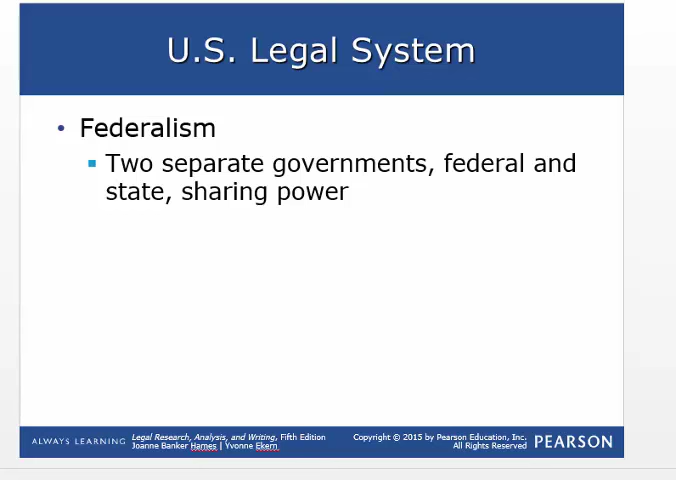 U.S. Legal System
• Federalism
▪ Two separate governments, federal and
state, sharing power
ALWAYS LEARNING
Legal Research, Analysis, and Writing, Fifth Edition
Joanne Banker Hames | Yvonne Ekern
Copyright © 2015 by Pearson Education, Inc.
All Rights Reserved
PEARSON